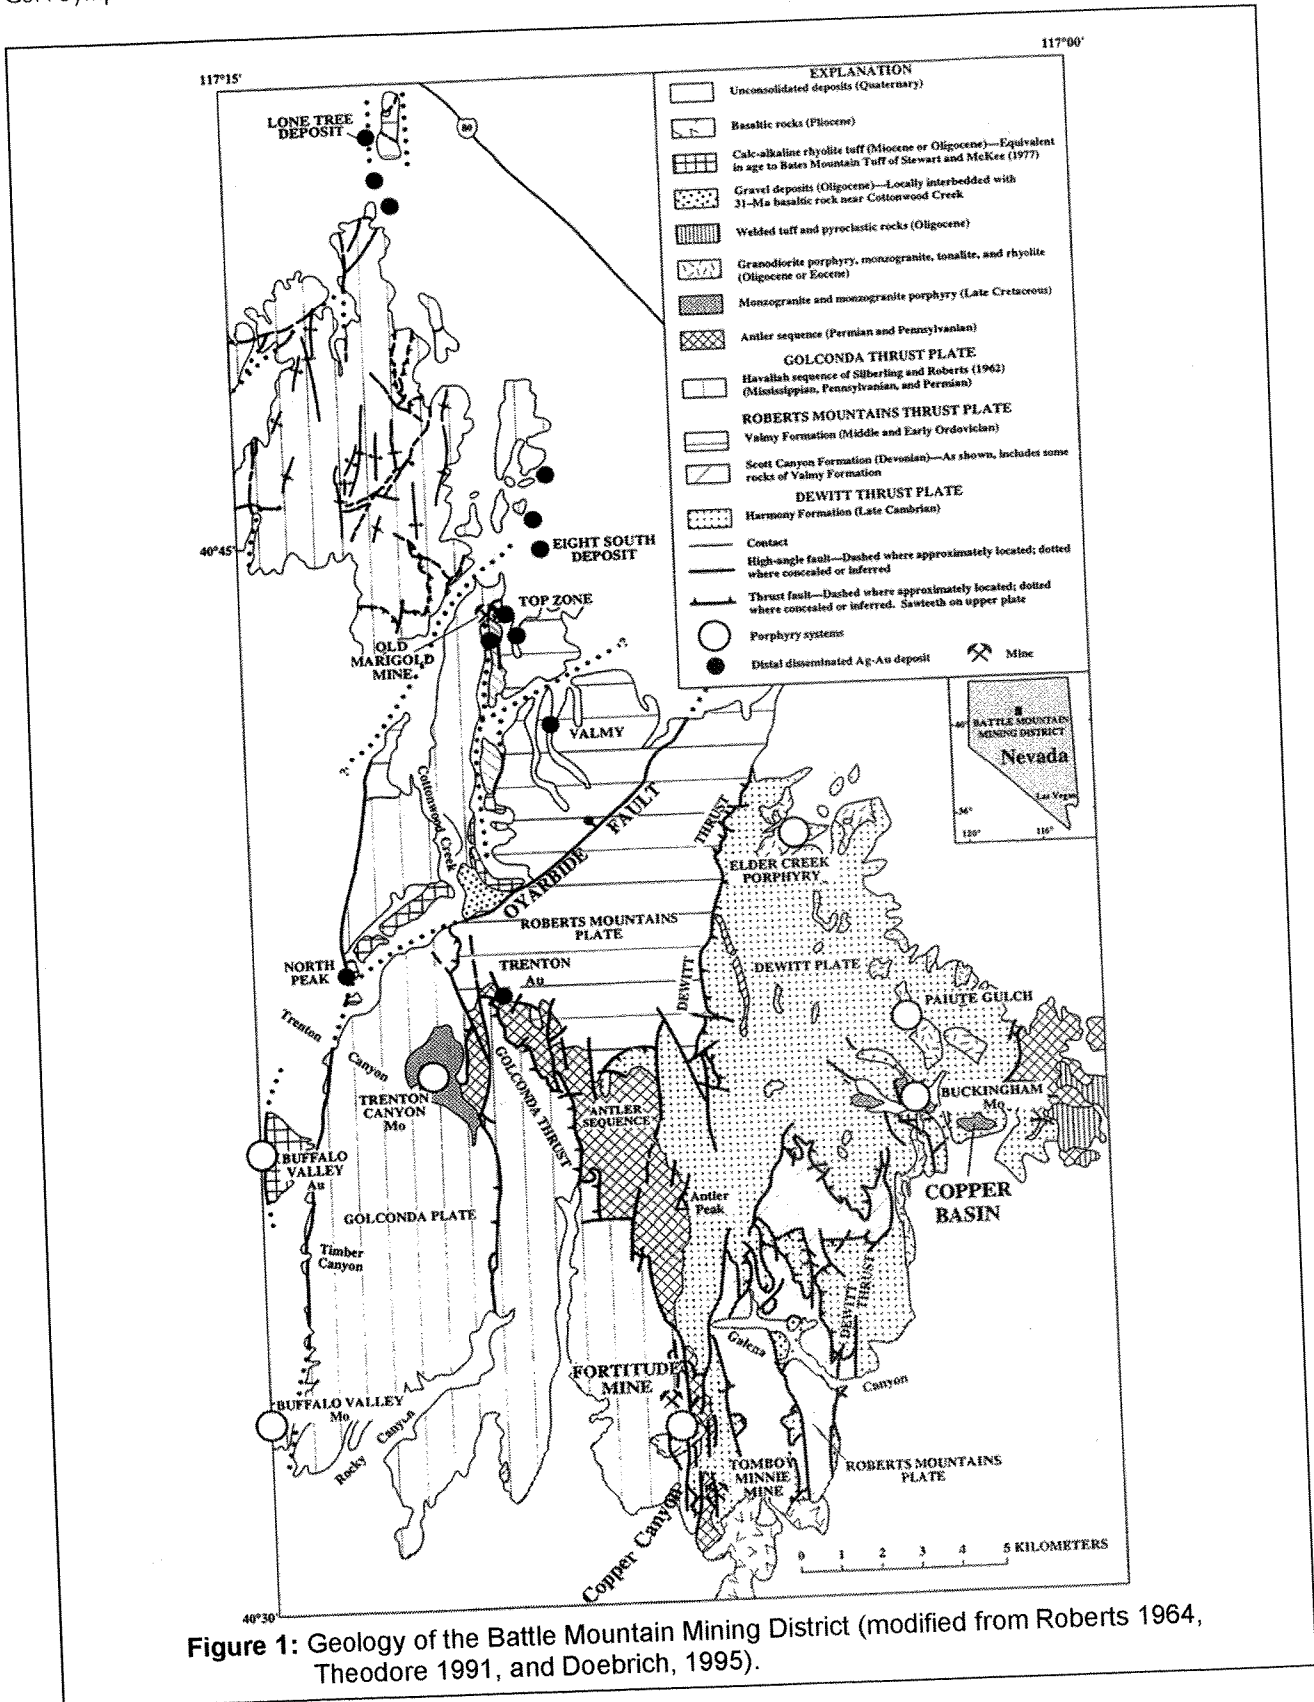 117°15'
117°00'
EXPLANATION
Unconsolidated deposits (Quaternary)
Basaltic rocks (Pliocene)
Calc-alkaline rhyolite tuff (Miocene or Oligocene)—Equivalent
in age to Bates Mountain Tuff of Stewart and McKee (1977)
Gravel deposits (Oligocene)—Locally interbedded with
31-Ma basaltic rock near Cottonwood Creek
Welded tuff and pyroclastic rocks (Oligocene)
Granodiorite porphyry, monzogranite, tonalite, and rhyolite
(Oligocene or Eocene)
Monzogranite and monzogranite porphyry (Late Cretaceous)
Antler sequence (Permian and Pennsylvanian)
GOLCONDA THRUST PLATE
Havallah sequence of Silberling and Roberts (1962)
(Mississippian, Pennsylvanian, and Permian)
ROBERTS MOUNTAINS THRUST PLATE
Valmy Formation (Middle and Early Ordovician)
Scott Canyon Formation (Devonian)—As shown, includes some
rocks of Valmy Formation
DEWITT THRUST PLATE
Harmony Formation (Late Cambrian)
Contact
High-angle fault—Dashed where approximately located; dotted
where concealed or inferred
Thrust fault—Dashed where approximately located; dotted
where concealed or inferred. Sawteeth on upper plate
Porphyry systems
Distal disseminated Ag-Au deposit
Mine
LONE TREE
DEPOSIT
80
40°45'
EIGHT SOUTH
DEPOSIT
TOP ZONE
OLD
MARIGOLD
MINE
?
?
VALMY
40°
BATTLE MOUNTAIN
MINING DISTRICT
Nevada
Las Vegas
36°
120°
116°
Cottonwood Creek
OYARBIDE FAULT
THRUST
ELDER CREEK
PORPHYRY
ROBERTS MOUNTAINS
PLATE
DEWITT
DEWITT PLATE
NORTH
PEAK
TRENTON
Au
PAIUTE GULCH
Trenton
Canyon
TRENTON
CANYON
Mo
GOLCONDA THRUST
ANTLER
SEQUENCE
BUCKINGHAM
Mo
BUFFALO
VALLEY
Au
Antler
Peak
COPPER
BASIN
GOLCONDA PLATE
Timber
Canyon
DEWITT
THRUST
Galena
Canyon
FORTITUDE
MINE
BUFFALO VALLEY
Mo
Rocky Canyon
TOMBOY
MINNIE
MINE
ROBERTS MOUNTAINS
PLATE
Copper Canyon
0 1 2 3 4 5 KILOMETERS
40°30'
Figure 1: Geology of the Battle Mountain Mining District (modified from Roberts 1964,
Theodore 1991, and Doebrich, 1995).